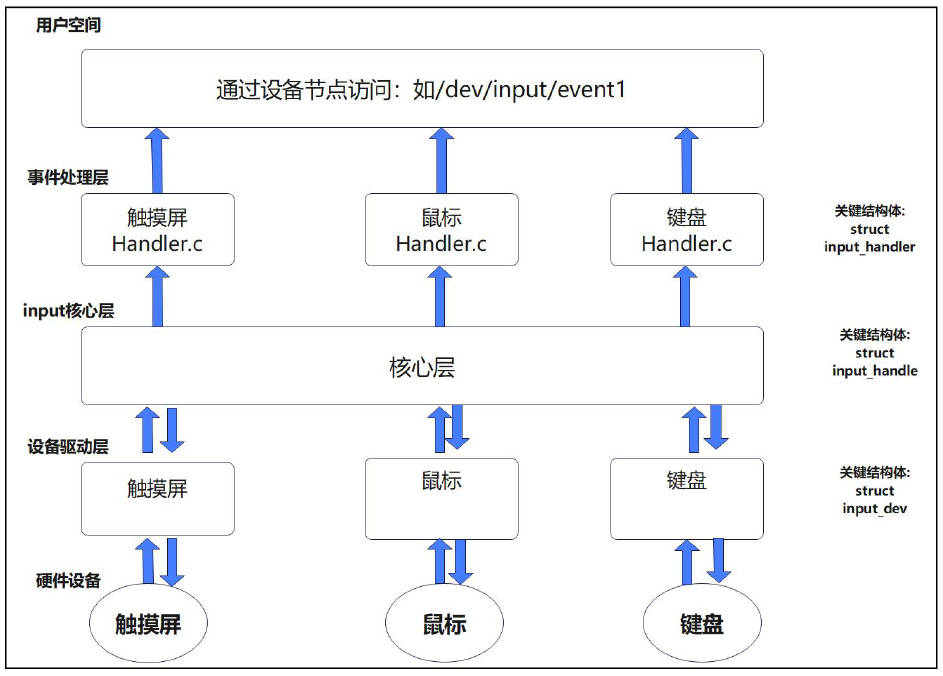 用户空间
通过设备节点访问：如/dev/input/event1
事件处理层
触摸屏
Handler.c
鼠标
Handler.c
键盘
Handler.c
关键结构体:
struct
input_handler
input核心层
核心层
关键结构体:
struct
input_handle
设备驱动层
触摸屏
鼠标
键盘
关键结构体:
struct
input_dev
硬件设备
触摸屏
鼠标
键盘